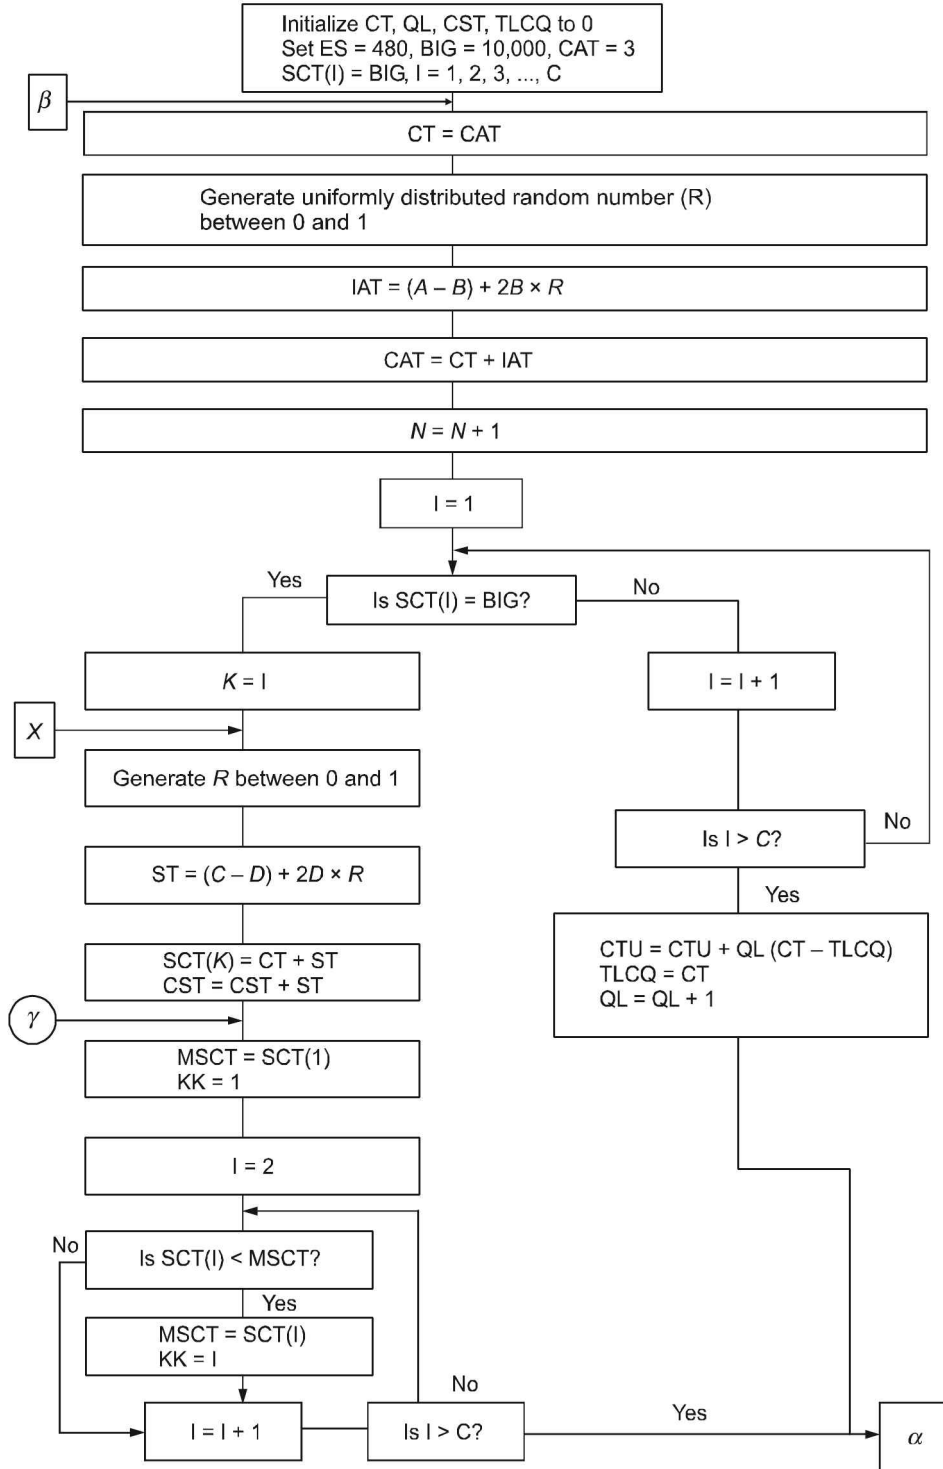 Initialize CT, QL, CST, TLCQ to 0
Set ES = 480, BIG = 10,000, CAT = 3
SCT(I) = BIG, I = 1, 2, 3, ..., C
β
CT = CAT
Generate uniformly distributed random number (R)
between 0 and 1
IAT = (A – B) + 2B × R
CAT = CT + IAT
N = N + 1
I = 1
Yes
Is SCT(I) = BIG?
No
K = I
I = I + 1
X
Generate R between 0 and 1
Is I > C?
No
ST = (C – D) + 2D × R
Yes
CTU = CTU + QL (CT – TLCQ)
TLCQ = CT
QL = QL + 1
SCT(K) = CT + ST
CST = CST + ST
γ
MSCT = SCT(1)
KK = 1
I = 2
No
Is SCT(I) < MSCT?
Yes
MSCT = SCT(I)
KK = I
No
I = I + 1
Is I > C?
Yes
α